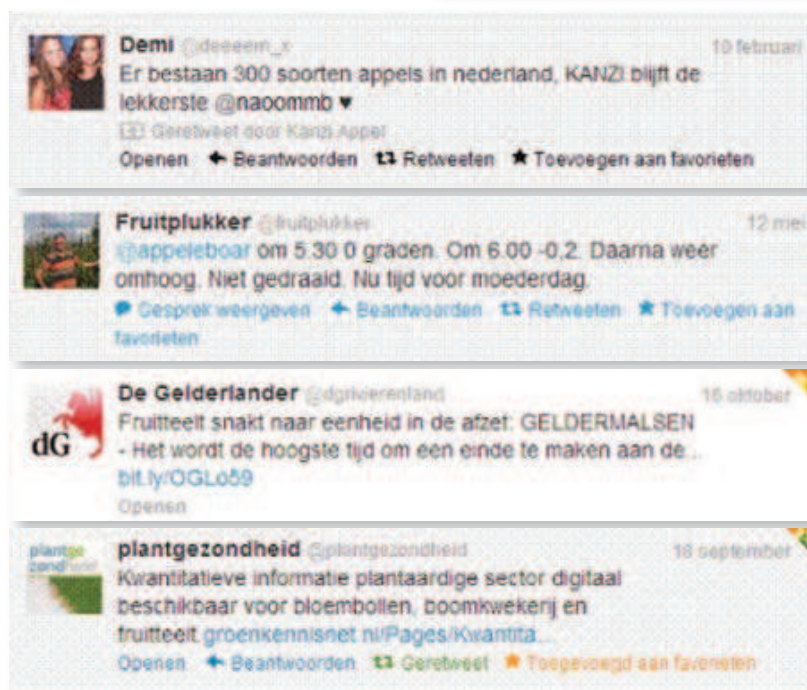 Demi @deeeem_x 10 februari
Er bestaan 300 soorten appels in nederland, KANZI blijft de
lekkerste @naoommb ♥
Geretweet door Kanzi Appel
Openen Beantwoorden Retweeten Toevoegen aan favorieten
Fruitplukker @fruitplukker 12 mei
@appeleboar om 5.30 0 graden. Om 6.00 -0,2. Daarna weer
omhoog. Niet gedraaid. Nu tijd voor moederdag.
Gesprek weergeven Beantwoorden Retweeten Toevoegen aan
favorieten
De Gelderlander @dgrivierenland 16 oktober
dG
Fruitteelt snakt naar eenheid in de afzet: GELDERMALSEN
- Het wordt de hoogste tijd om een einde te maken aan de...
bit.ly/OGLo59
Openen
plantgezondheid @plantgezondheid 18 september
plantge
zondheid
Kwantitatieve informatie plantaardige sector digitaal
beschikbaar voor bloembollen, boomkwekerij en
fruitteelt.groenkennisnet.nl/Pages/Kwantita...
Openen Beantwoorden Geretweet Toegevoegd aan favorieten